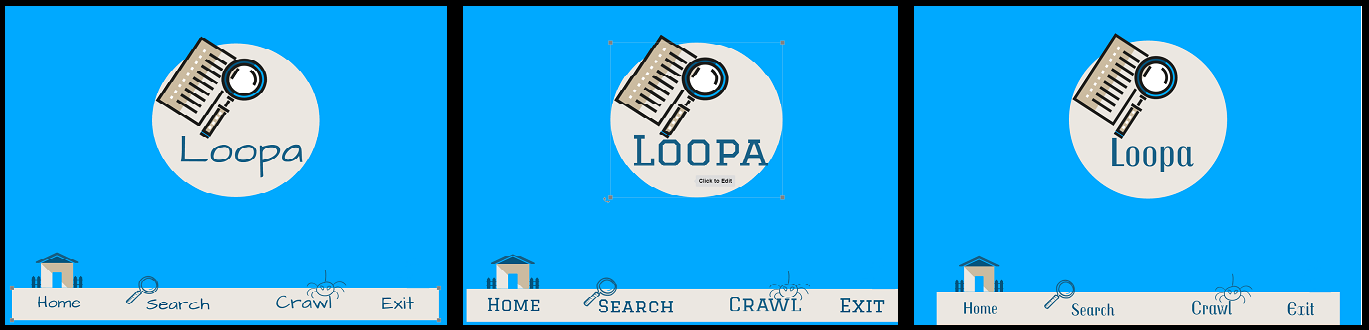 Loopa
Home Search Crawl Exit
LOOPA
Click to Edit
HOME SEARCH CRAWL EXIT
Loopa
Home Search Crawl Exit